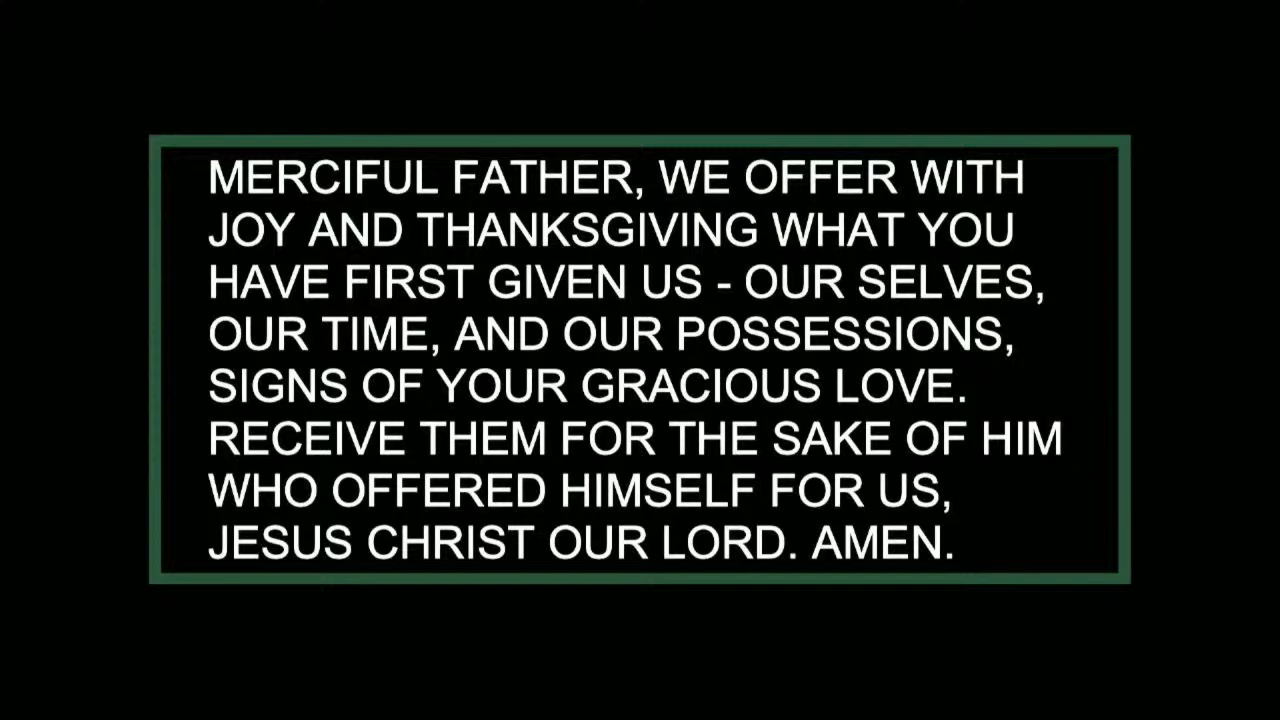 MERCIFUL FATHER, WE OFFER WITH
JOY AND THANKSGIVING WHAT YOU
HAVE FIRST GIVEN US - OUR SELVES,
OUR TIME, AND OUR POSSESSIONS,
SIGNS OF YOUR GRACIOUS LOVE.
RECEIVE THEM FOR THE SAKE OF HIM
WHO OFFERED HIMSELF FOR US,
JESUS CHRIST OUR LORD. AMEN.